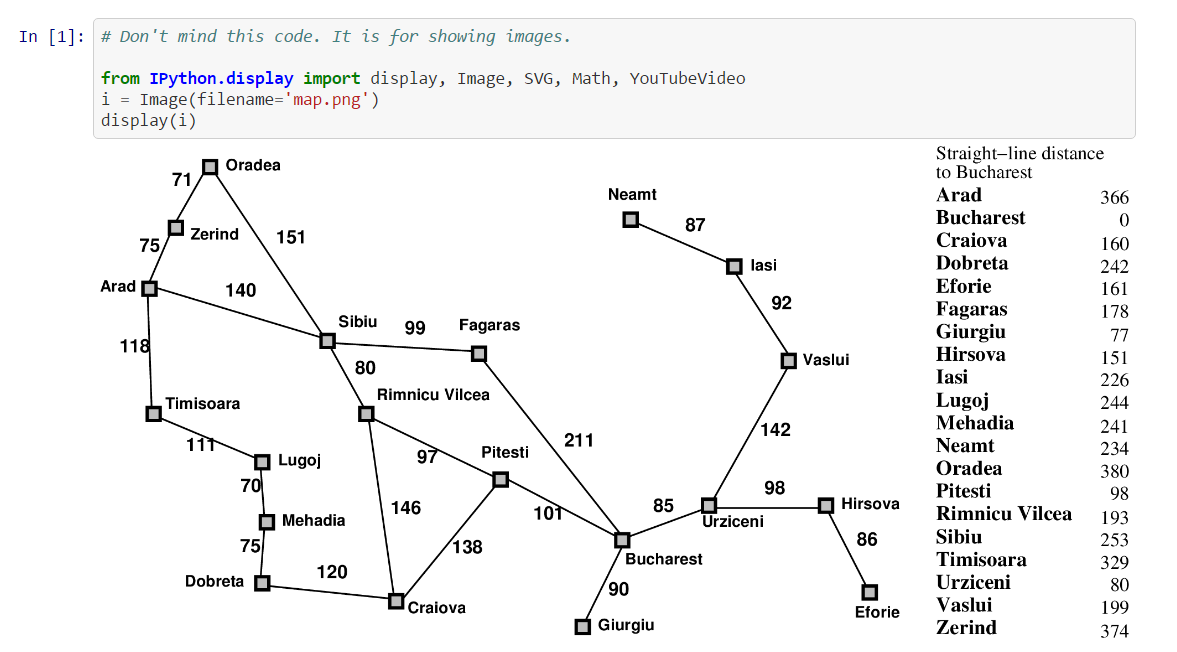 In [1]:
# Don't mind this code. It is for showing images.
from IPython.display import display, Image, SVG, Math, YouTubeVideo
i = Image(filename='map.png')
display(i)
Oradea
71
Neamt
87
Zerind
151
75
Iasi
Arad
140
92
Sibiu
99
Fagaras
118
80
Vaslui
Rimnicu Vilcea
Timisoara
142
211
111
Pitesti
Lugoj
97
70
98
Hirsova
146
101
85
Urziceni
Mehadia
86
75
138
Bucharest
Dobreta
120
90
Craiova
Eforie
Giurgiu
Straight–line distance
to Bucharest
Arad 366
Bucharest 0
Craiova 160
Dobreta 242
Eforie 161
Fagaras 178
Giurgiu 77
Hirsova 151
Iasi 226
Lugoj 244
Mehadia 241
Neamt 234
Oradea 380
Pitesti 98
Rimnicu Vilcea 193
Sibiu 253
Timisoara 329
Urziceni 80
Vaslui 199
Zerind 374